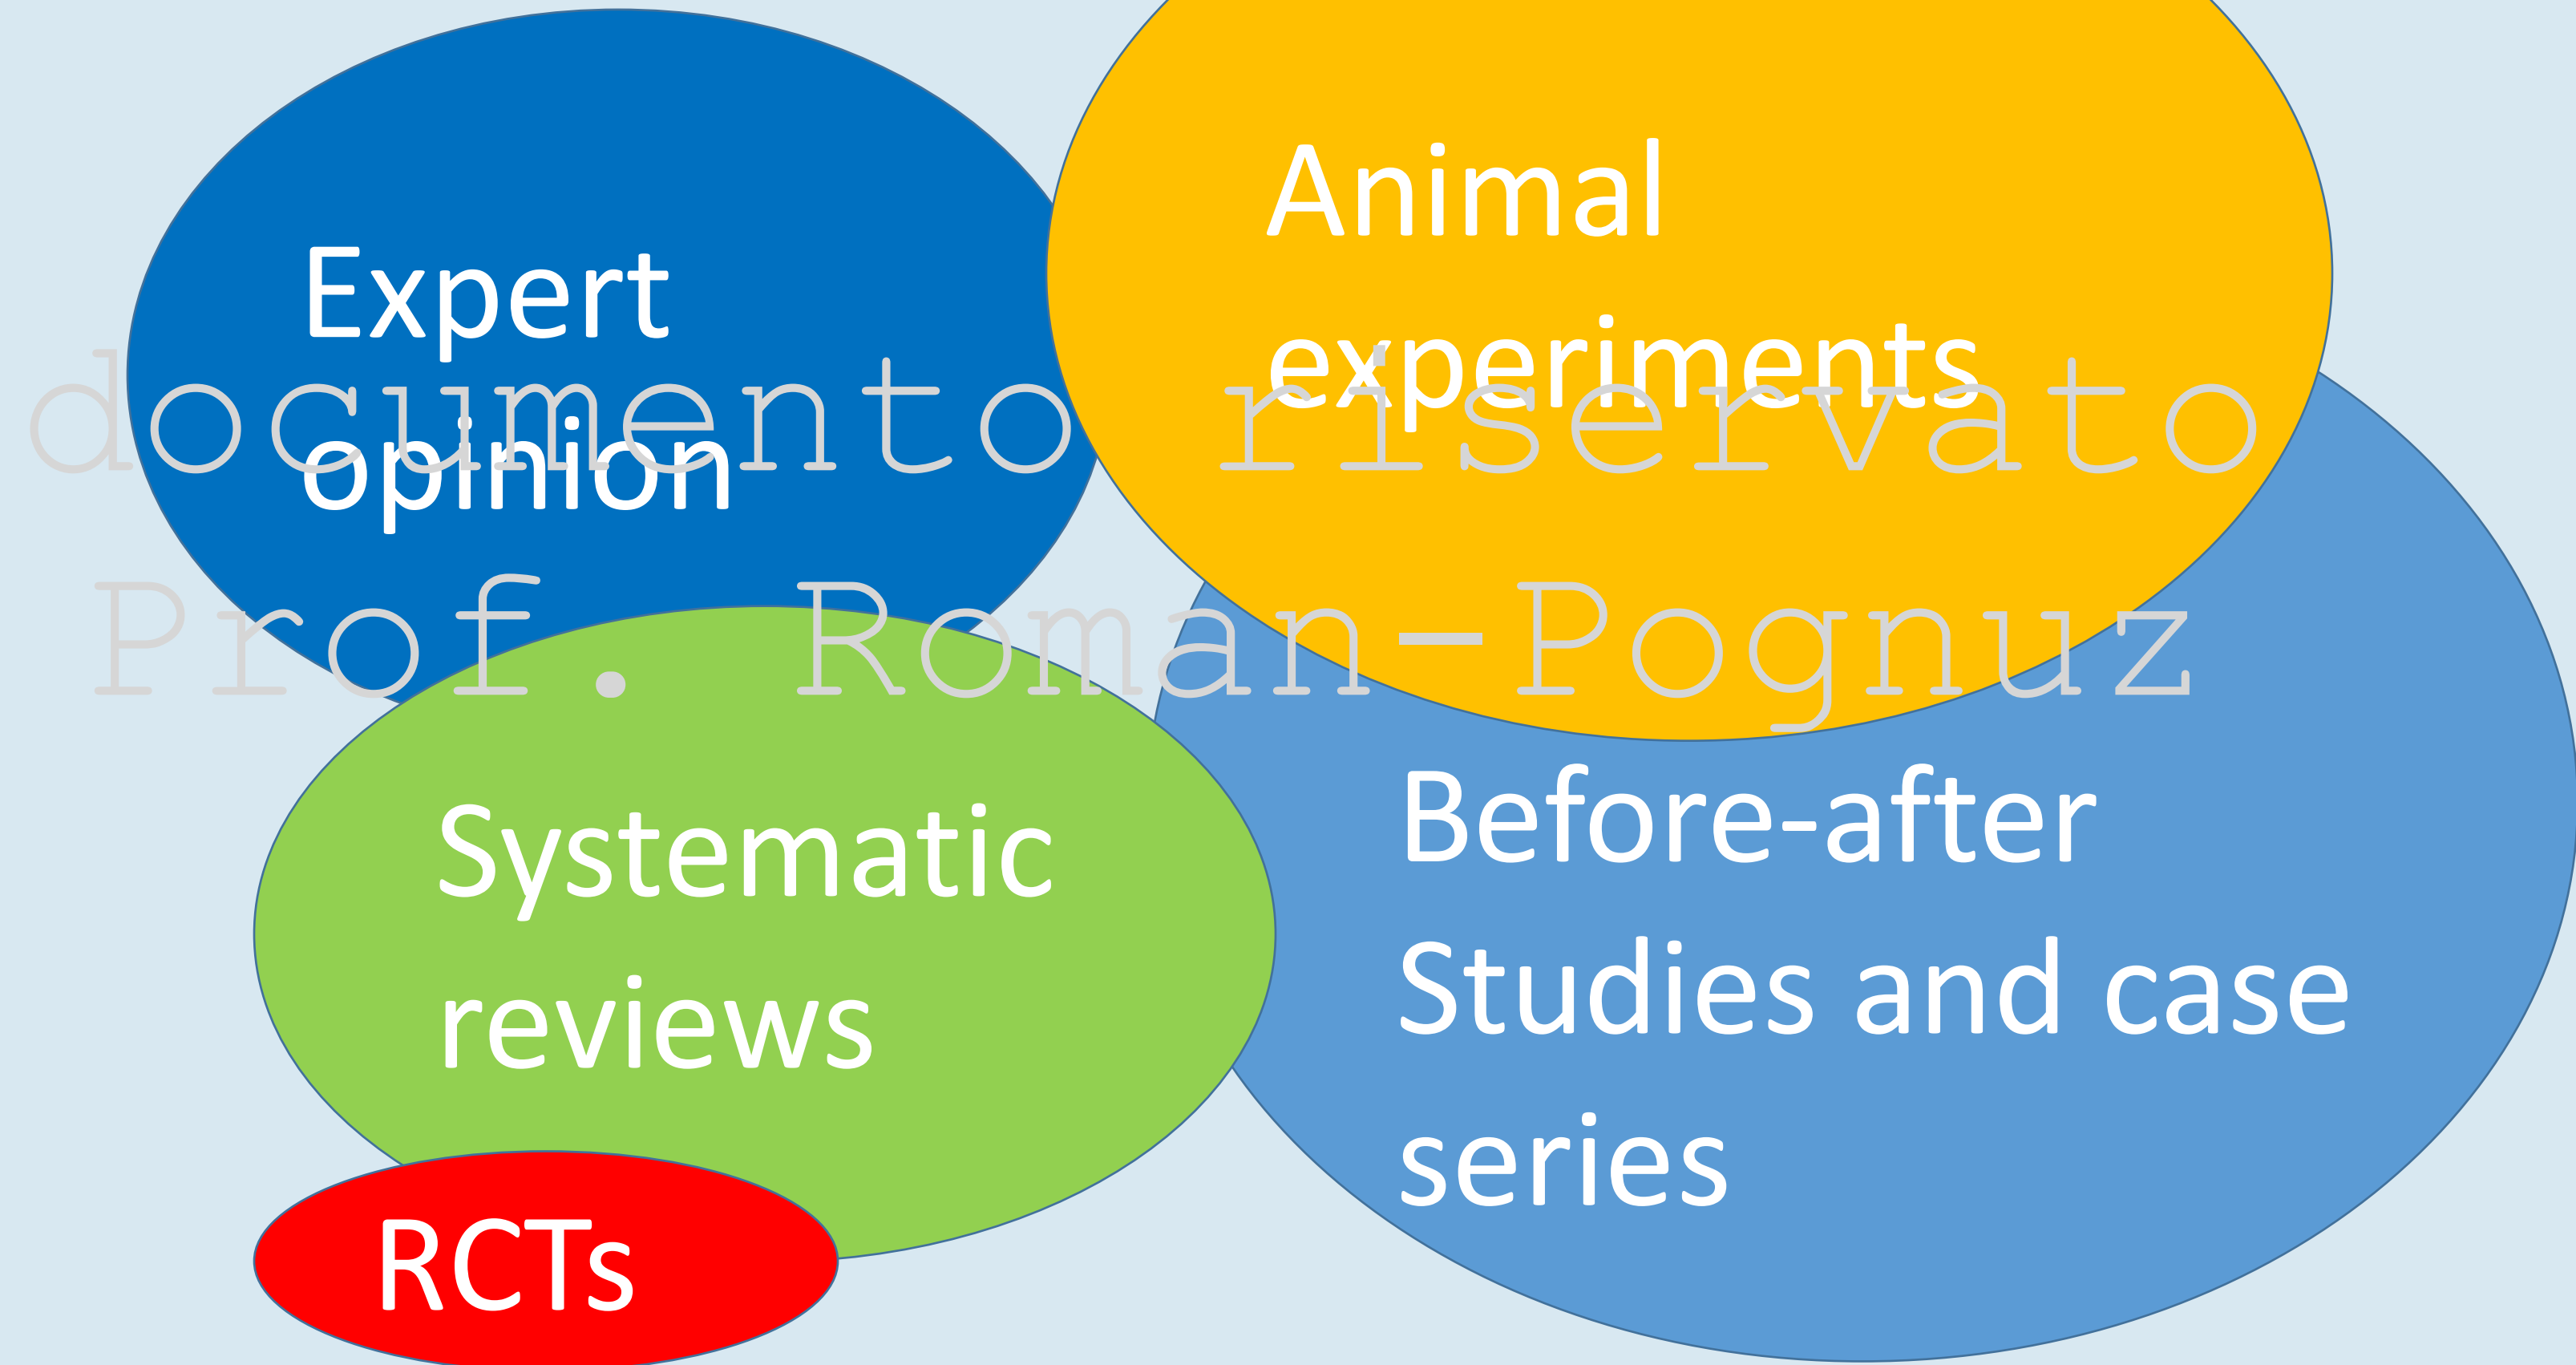 Expert
opinion
Animal
experiments
documento riservato
Prof. Roman-Pognuz
Systematic
reviews
Before-after
Studies and case
series
RCTs